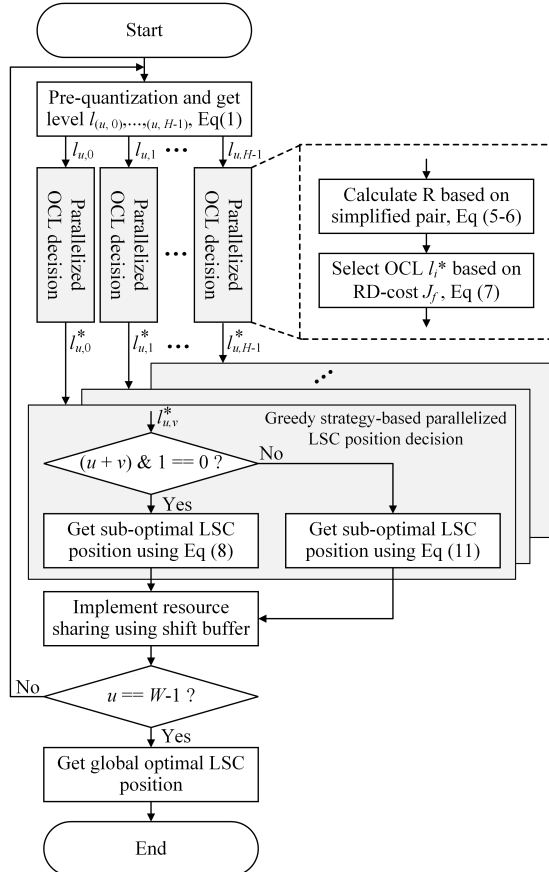 Start
Pre-quantization and get
level l(u, 0),...,(u, H-1), Eq(1)
lu,0
lu,1
...
lu,H-1
Parallelized
OCL decision
Parallelized
OCL decision
...
Parallelized
OCL decision
Calculate R based on
simplified pair, Eq (5-6)
Select OCL li* based on
RD-cost Jf , Eq (7)
l*u,0
l*u,1
...
l*u,H-1
...
l*u,v
Greedy strategy-based parallelized
LSC position decision
(u + v) & 1 == 0 ?
No
Yes
Get sub-optimal LSC
position using Eq (8)
Get sub-optimal LSC
position using Eq (11)
Implement resource
sharing using shift buffer
No
u == W-1 ?
Yes
Get global optimal LSC
position
End